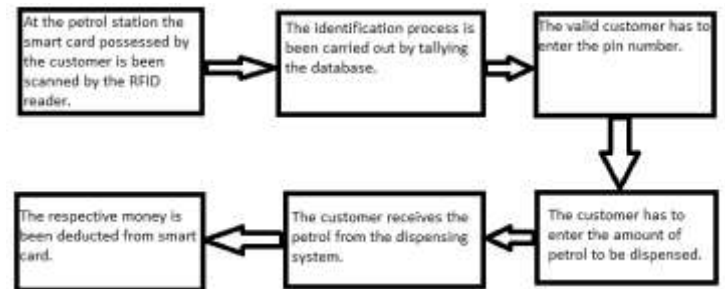 At the petrol station the
smart card possessed by
the customer is been
scanned by the RFID
reader.
The identification process is
been carried out by tallying
the database.
The valid customer has to
enter the pin number.
The customer has to
enter the amount of
petrol to be dispensed.
The customer receives the
petrol from the dispensing
system.
The respective money is
been deducted from smart
card.